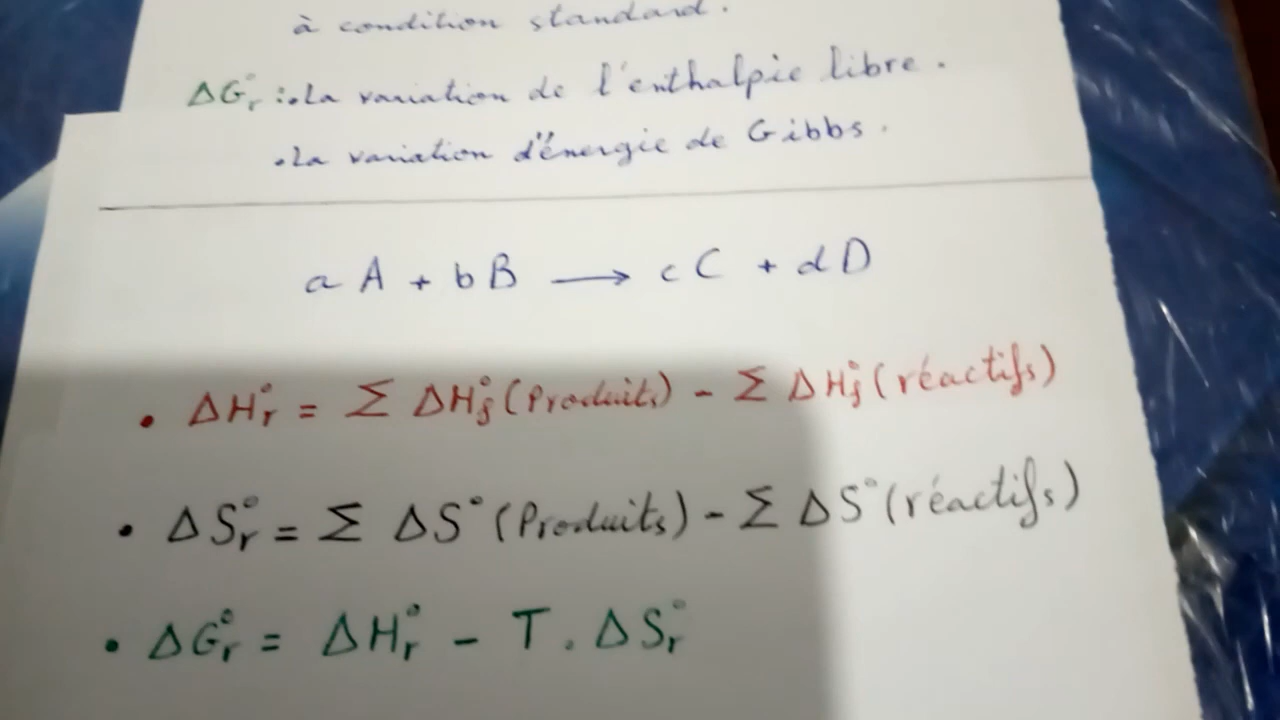 à condition standard.
ΔG°r : • La variation de l'enthalpie libre.
• La variation d'énergie de Gibbs.
a A + b B ⟶ c C + d D
• ΔH°r = Σ ΔH°f (Produits) - Σ ΔH°f (réactifs)
• ΔS°r = Σ ΔS° (Produits) - Σ ΔS° (réactifs)
• ΔG°r = ΔH°r - T . ΔS°r